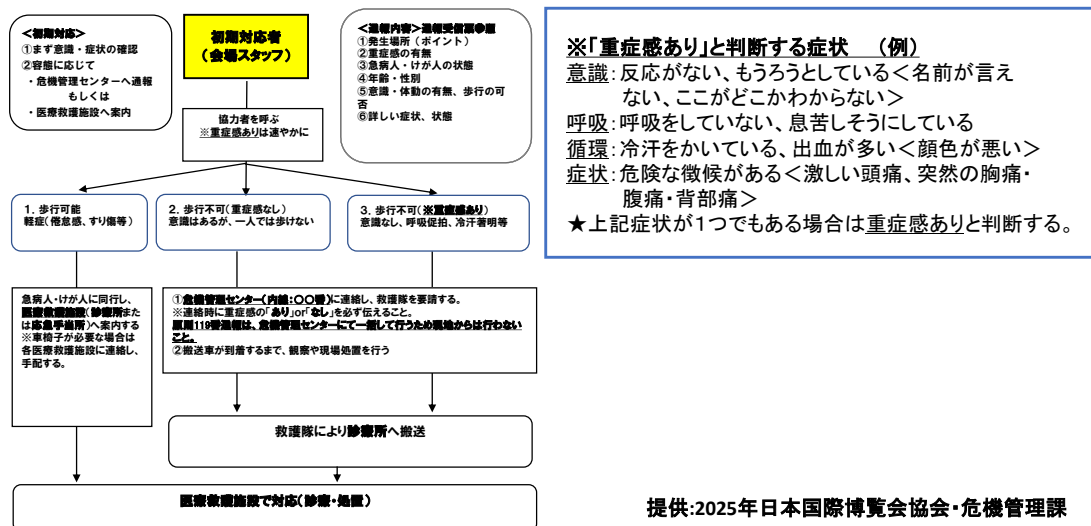 <初期対応>
①まず意識・症状の確認
②容態に応じて
・危機管理センターへ通報
もしくは
・医療救護施設へ案内
初期対応者
(会場スタッフ)
<通報内容>通報受信票参照
①発生場所(ポイント)
②重症感の有無
③急病人・けが人の状態
④年齢・性別
⑤意識・体動の有無、歩行の可
否
⑥詳しい症状、状態
協力者を呼ぶ
※重症感ありは速やかに
1.歩行可能
軽症(倦怠感、すり傷等)
2.歩行不可(重症感なし)
意識はあるが、一人では歩けない
3.歩行不可(※重症感あり)
意識なし、呼吸促拍、冷汗著明等
急病人・けが人に同行し、
医療救護施設(診療所また
は応急手当所)へ案内する
※車椅子が必要な場合は
各医療救護施設に連絡し、
手配する。
①危機管理センター(内線:〇〇番)に連絡し、救護隊を要請する。
※連絡時に重症感の「あり」or「なし」を必ず伝えること。
原則119番通報は、危機管理センターにて一括して行うため現地からは行わない
こと。
②搬送車が到着するまで、観察や現場処置を行う
救護隊により診療所へ搬送
医療救護施設で対応(診療・処置)
※「重症感あり」と判断する症状 (例)
意識:反応がない、もうろうとしている<名前が言え
ない、ここがどこかわからない>
呼吸:呼吸をしていない、息苦しそうにしている
循環:冷汗をかいている、出血が多い<顔色が悪い>
症状:危険な徴候がある<激しい頭痛、突然の胸痛・
腹痛・背部痛>
★上記症状が1つでもある場合は重症感ありと判断する。
提供:2025年日本国際博覧会協会・危機管理課